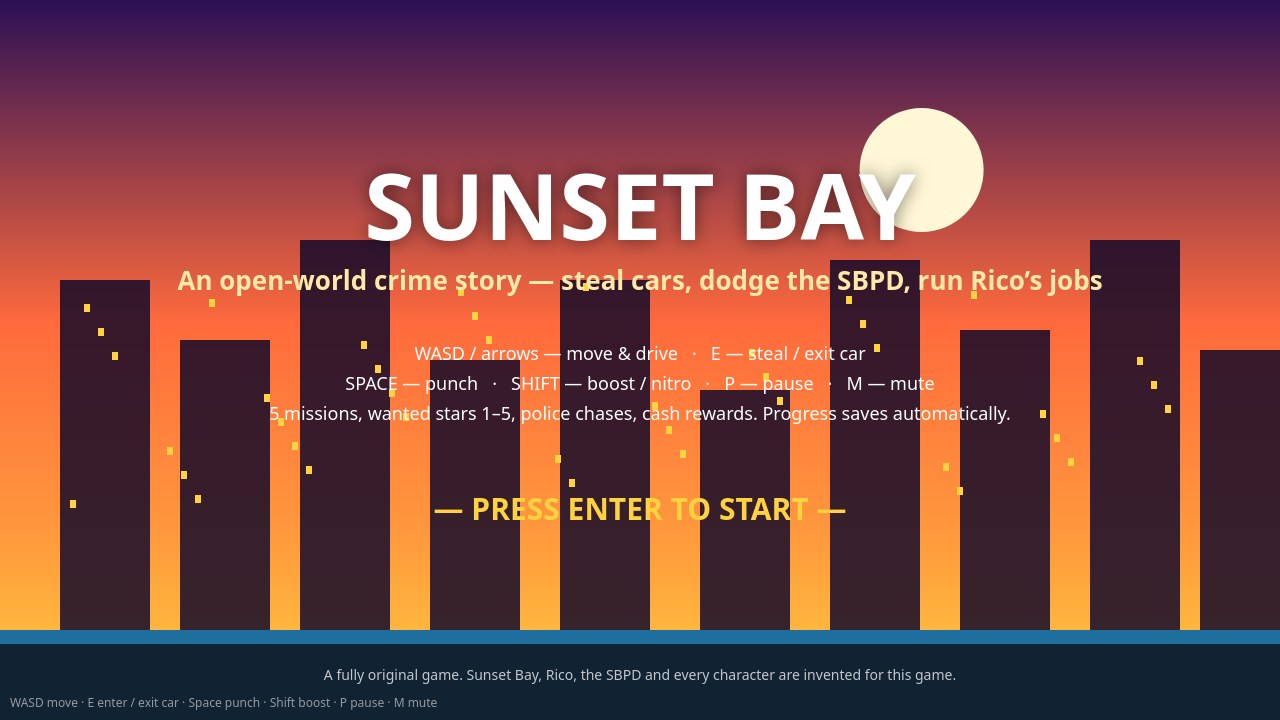 SUNSET BAY
An open-world crime story — steal cars, dodge the SBPD, run Rico’s jobs
WASD / arrows — move & drive · E — steal / exit car
SPACE — punch · SHIFT — boost / nitro · P — pause · M — mute
5 missions, wanted stars 1–5, police chases, cash rewards. Progress saves automatically.
— PRESS ENTER TO START —
A fully original game. Sunset Bay, Rico, the SBPD and every character are invented for this game.
WASD move · E enter / exit car · Space punch · Shift boost · P pause · M mute